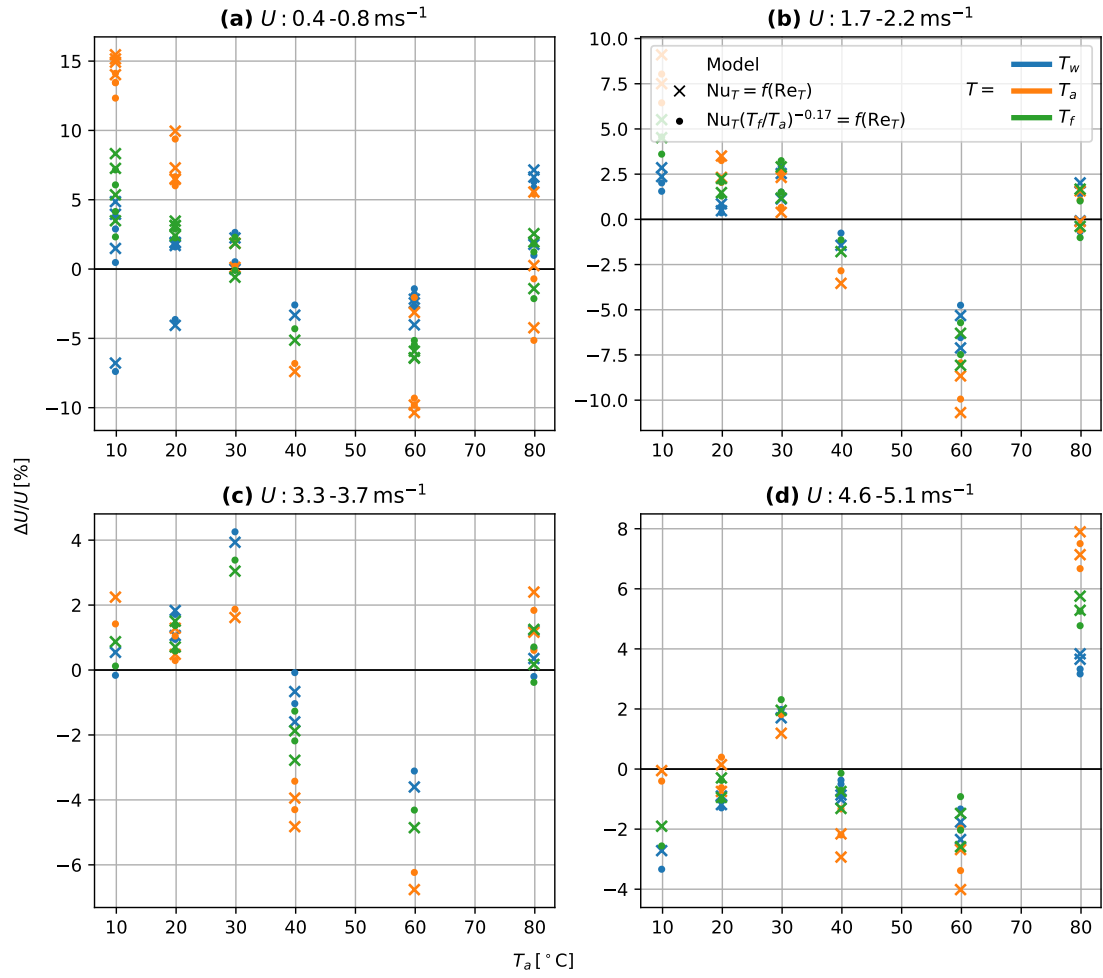 (a) U : 0.4 -0.8 ms⁻¹
(b) U : 1.7 -2.2 ms⁻¹
15
10
5
0
−5
−10
10 20 30 40 50 60 70 80
10.0
7.5
5.0
2.5
0.0
−2.5
−5.0
−7.5
−10.0
10 20 30 40 50 60 70 80
Model
Nu_T = f(Re_T)
Nu_T(T_f/T_a)^−0.17 = f(Re_T)
T =
T_w
T_a
T_f
ΔU/U [%]
(c) U : 3.3 -3.7 ms⁻¹
(d) U : 4.6 -5.1 ms⁻¹
4
2
0
−2
−4
−6
10 20 30 40 50 60 70 80
8
6
4
2
0
−2
−4
10 20 30 40 50 60 70 80
T_a [°C]